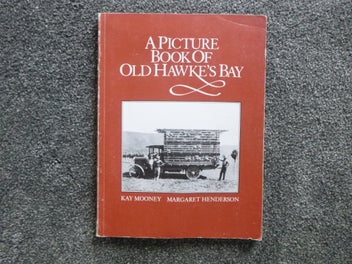 A PICTURE
BOOK OF
OLD HAWKE'S BAY
KAY MOONEY MARGARET HENDERSON